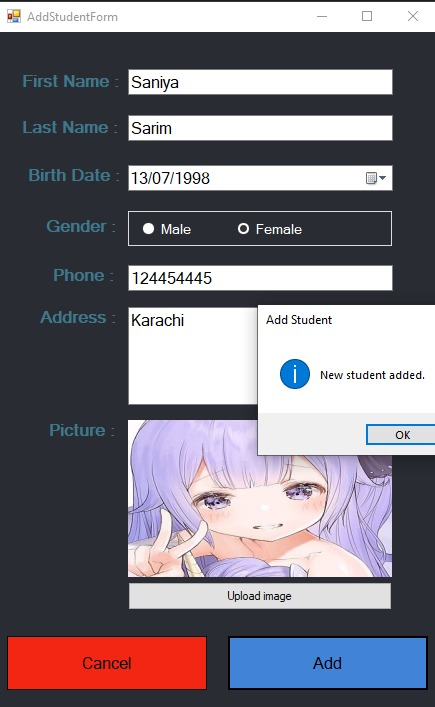 AddStudentForm
First Name : Saniya
Last Name : Sarim
Birth Date : 13/07/1998
Gender : Male Female
Phone : 124454445
Address : Karachi
Add Student
New student added.
OK
Picture :
Upload image
Cancel Add